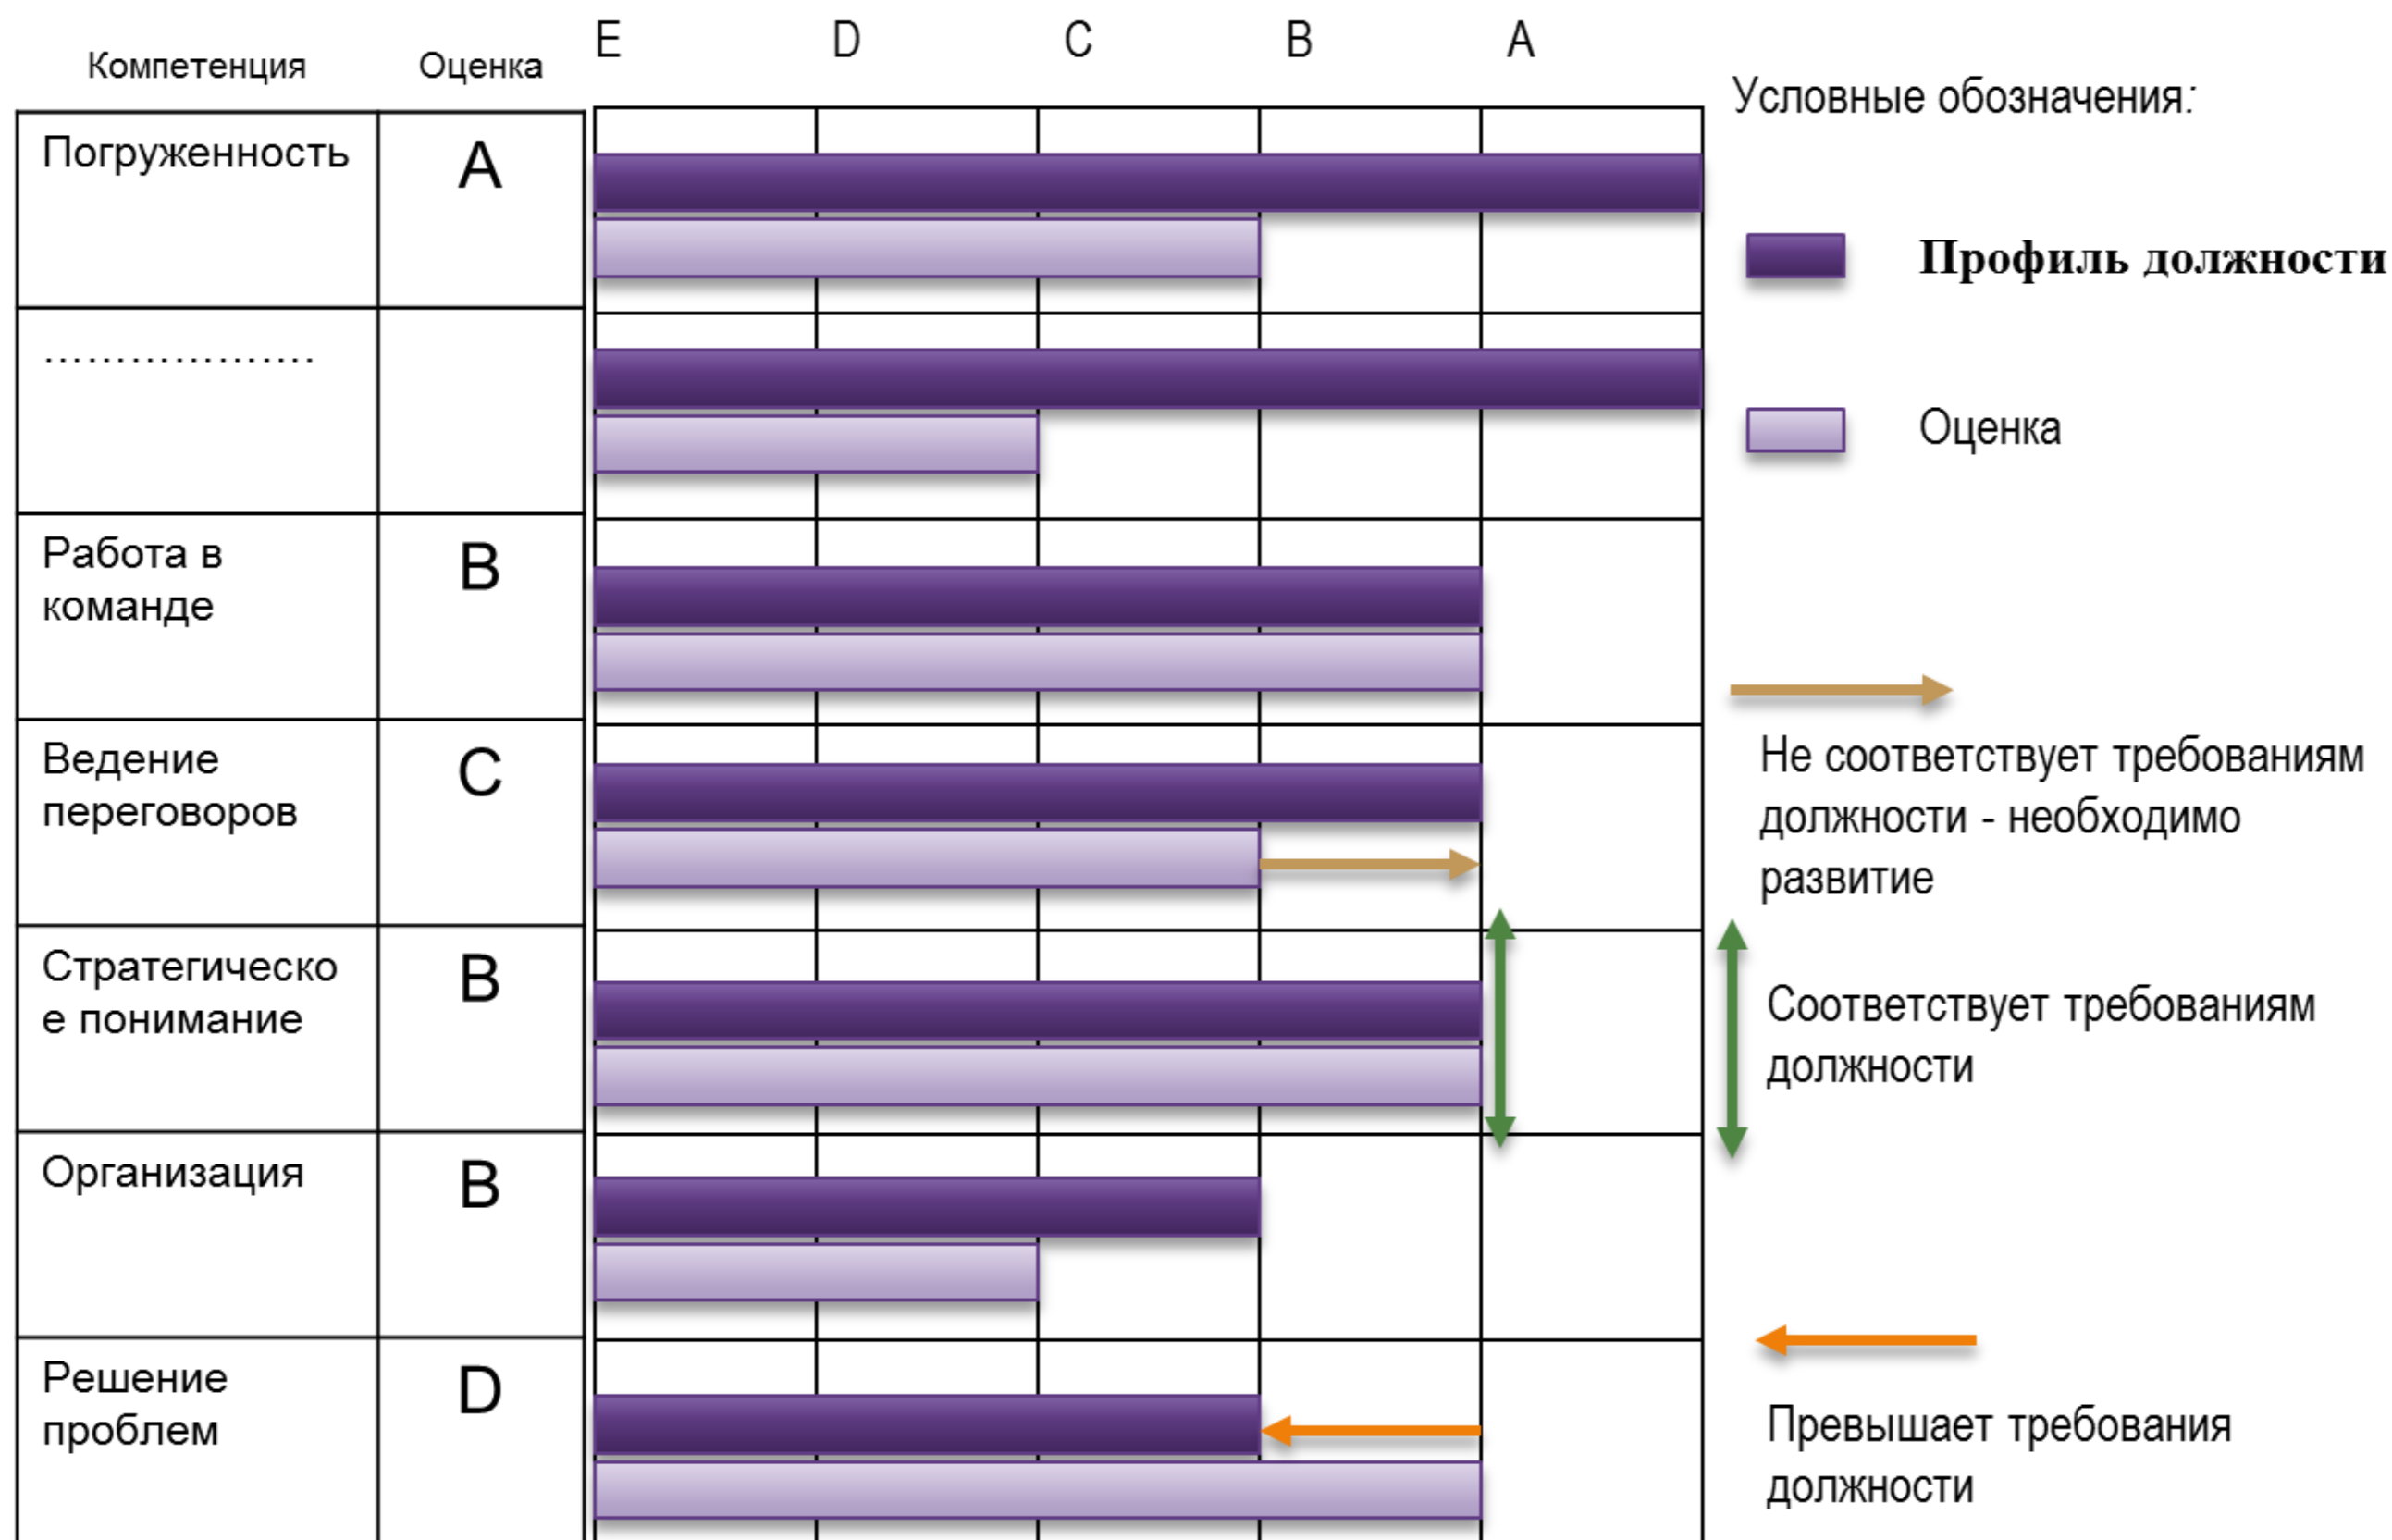 Компетенция
Оценка
E
D
C
B
A
Погруженность
A
……………….
Работа в
команде
B
Ведение
переговоров
C
Стратегическо
е понимание
B
Организация
B
Решение
проблем
D
Условные обозначения:
Профиль должности
Оценка
Не соответствует требованиям
должности - необходимо
развитие
Соответствует требованиям
должности
Превышает требования
должности